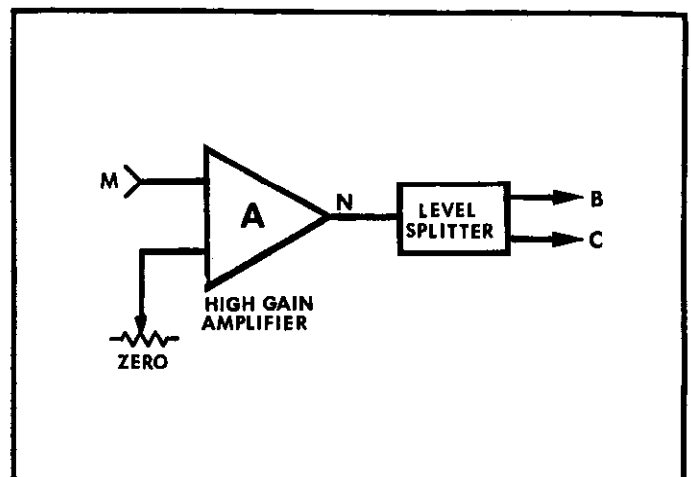 M
A
N
LEVEL
SPLITTER
B
C
HIGH GAIN
AMPLIFIER
ZERO